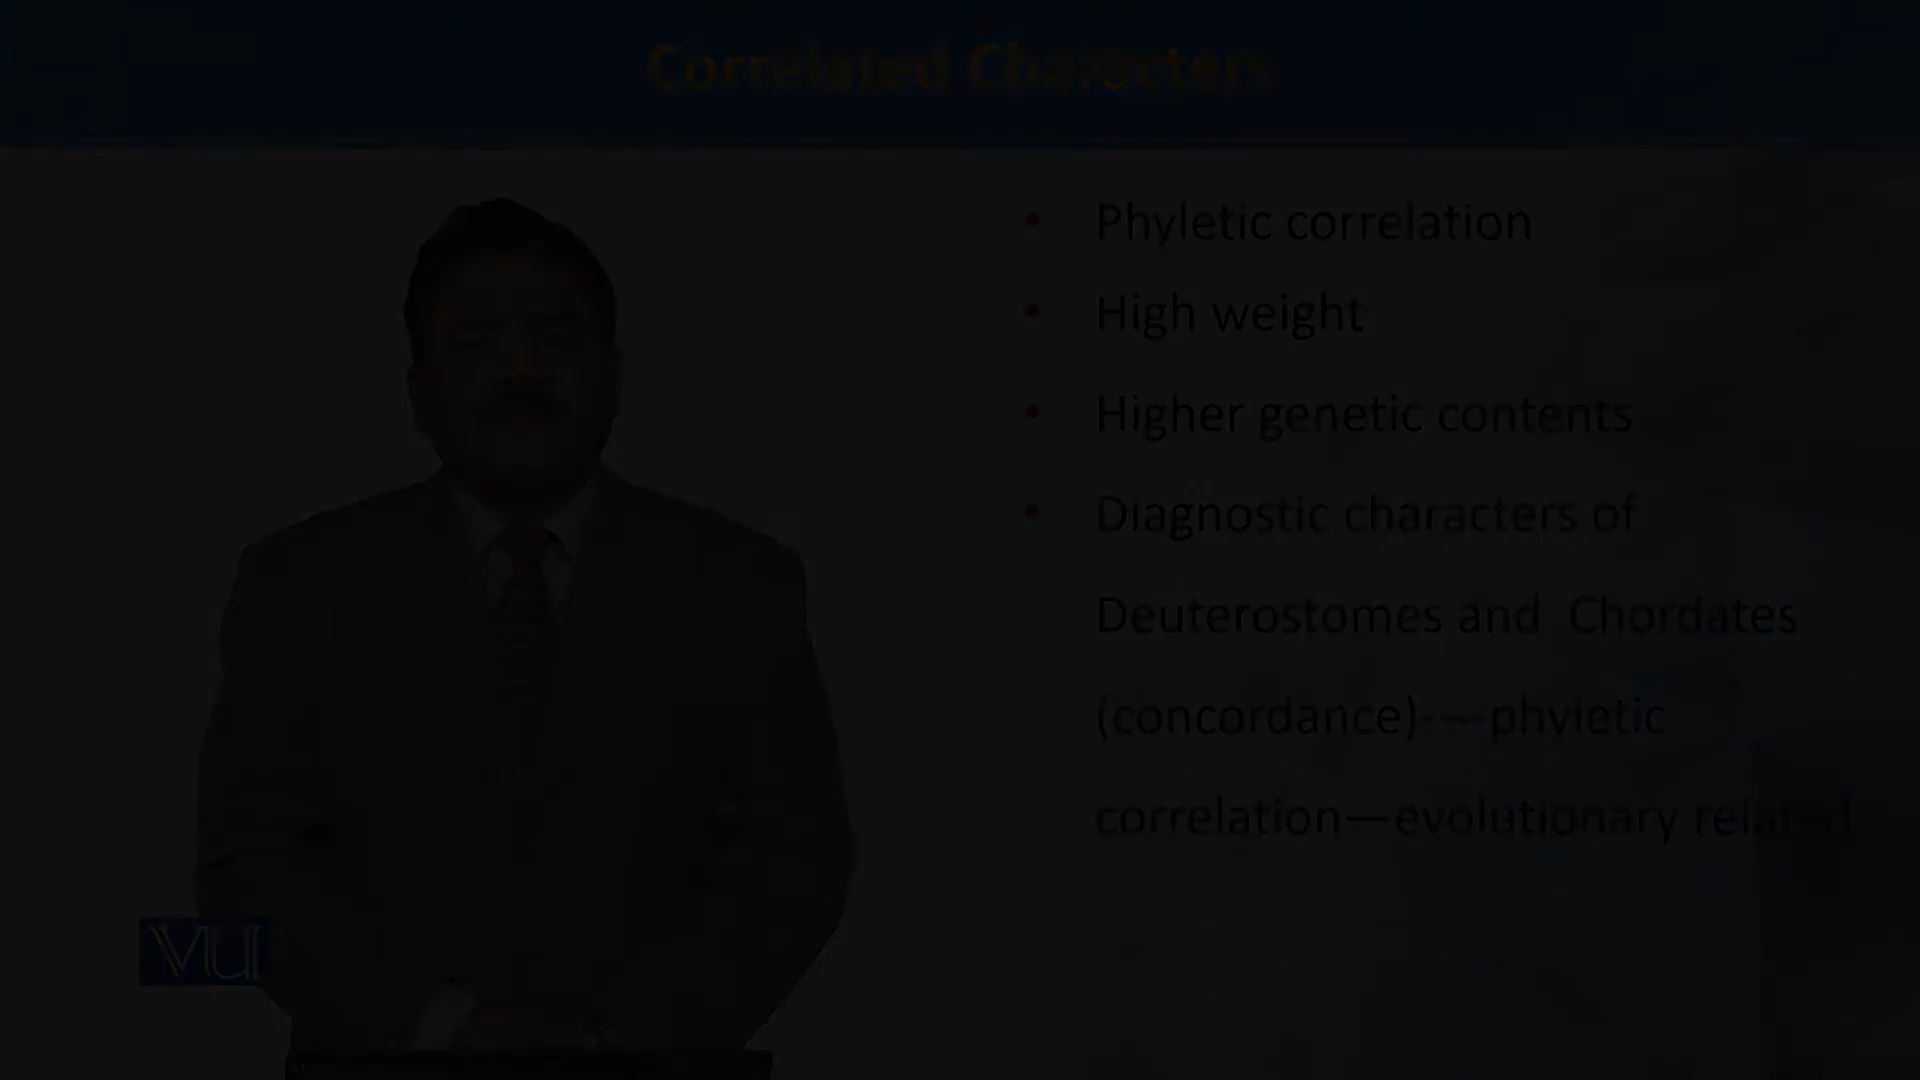 Correlated Characters
• Phyletic correlation
• High weight
• Higher genetic contents
• Diagnostic characters of
Deuterostomes and Chordates
(concordance)-—phyletic
correlation—evolutionary related
VU